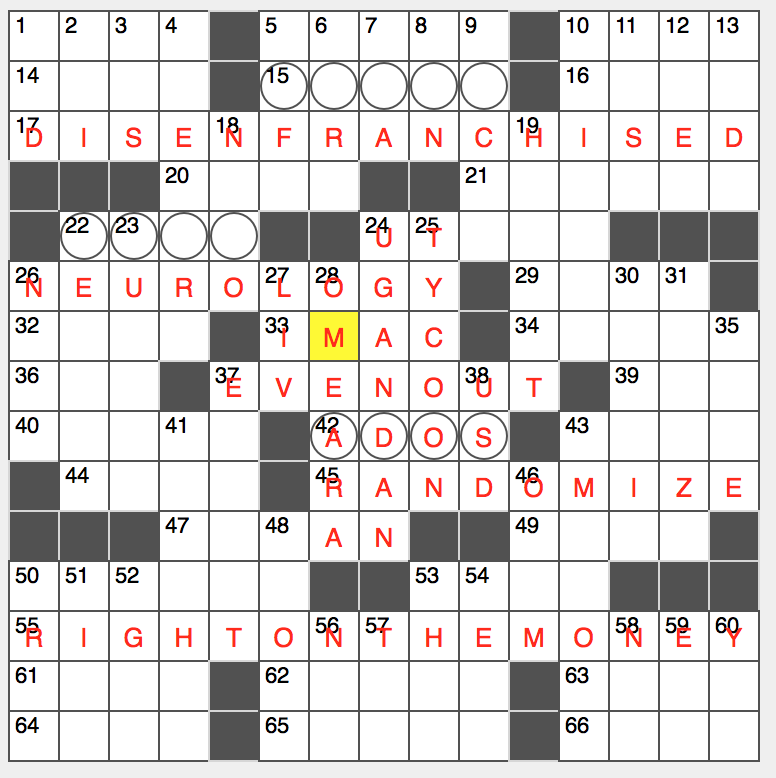 1 2 3 4 5 6 7 8 9 10 11 12 13
14 15 16
17 18 19
D I S E N F R A N C H I S E D
20 21
22 23 24 25
U T
26 27 28 29 30 31
N E U R O L O G Y
32 33 34 35
I M A C
36 37 38 39
E V E N O U T
40 41 42 43
A D O S
44 45 46
R A N D O M I Z E
47 48 49
A N
50 51 52 53 54
55 56 57 58 59 60
R I G H T O N T H E M O N E Y
61 62 63
64 65 66